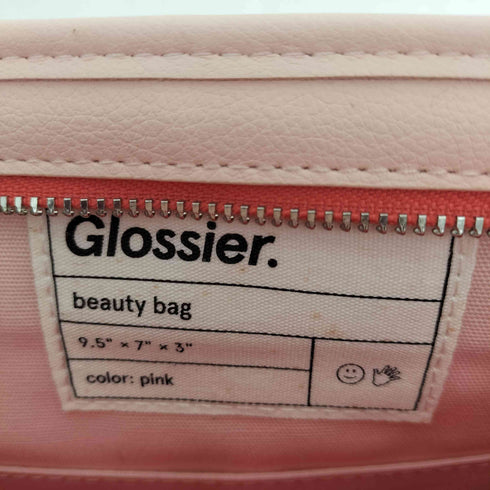 Glossier.
beauty bag
9.5" × 7" × 3"
color: pink